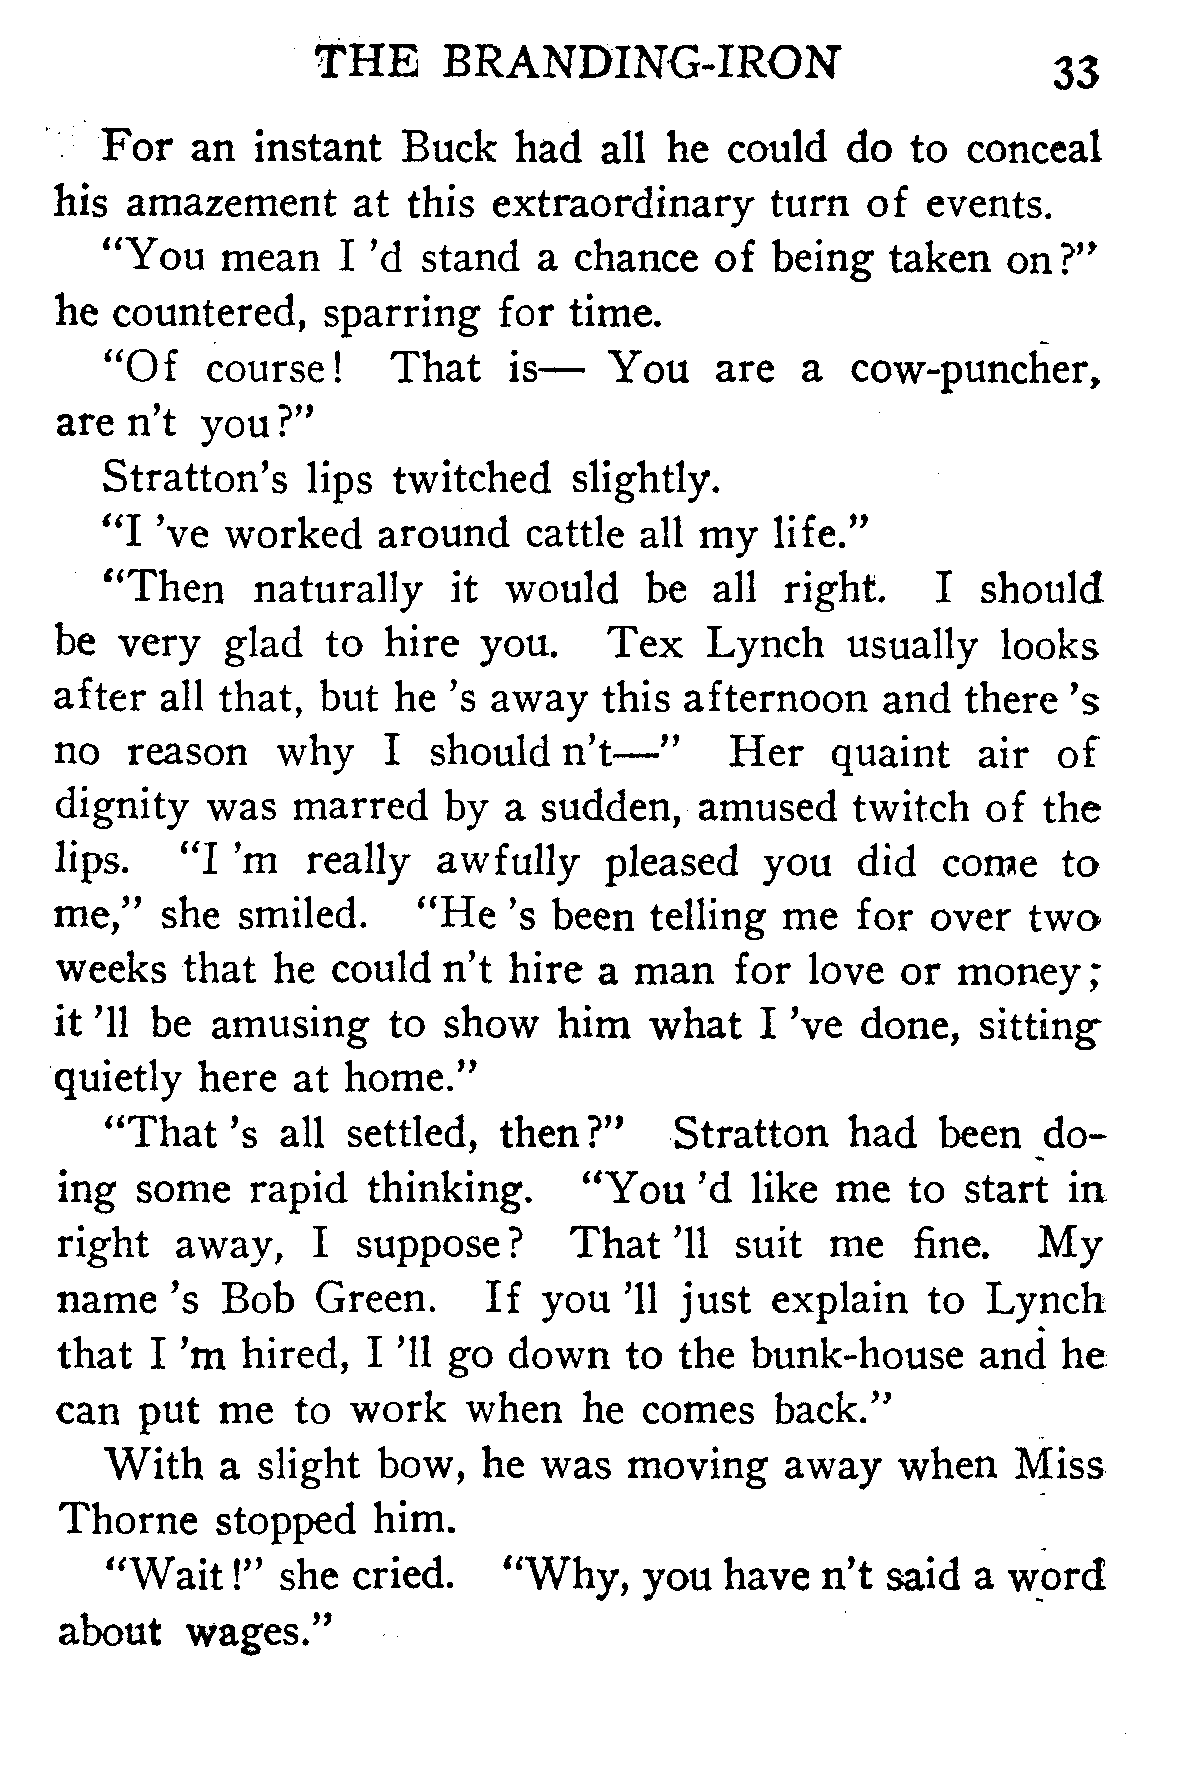 THE BRANDING-IRON 33
For an instant Buck had all he could do to conceal
his amazement at this extraordinary turn of events.
"You mean I 'd stand a chance of being taken on?"
he countered, sparring for time.
"Of course! That is— You are a cow-puncher,
are n't you?"
Stratton's lips twitched slightly.
"I 've worked around cattle all my life."
"Then naturally it would be all right. I should
be very glad to hire you. Tex Lynch usually looks
after all that, but he 's away this afternoon and there 's
no reason why I should n't—" Her quaint air of
dignity was marred by a sudden, amused twitch of the
lips. "I 'm really awfully pleased you did come to
me," she smiled. "He 's been telling me for over two
weeks that he could n't hire a man for love or money;
it 'll be amusing to show him what I 've done, sitting
quietly here at home."
"That 's all settled, then?" Stratton had been do-
ing some rapid thinking. "You 'd like me to start in
right away, I suppose? That 'll suit me fine. My
name 's Bob Green. If you 'll just explain to Lynch
that I 'm hired, I 'll go down to the bunk-house and he
can put me to work when he comes back."
With a slight bow, he was moving away when Miss
Thorne stopped him.
"Wait!" she cried. "Why, you have n't said a word
about wages."